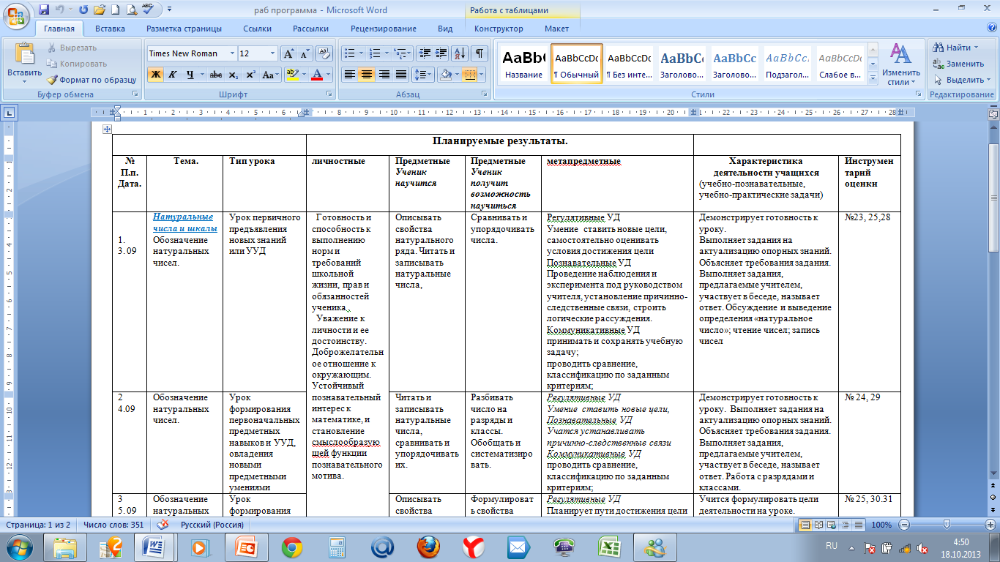 раб программа - Microsoft Word
Работа с таблицами
Главная Вставка Разметка страницы Ссылки Рассылки Рецензирование Вид Конструктор Макет
Вставить
Вырезать
Копировать
Формат по образцу
Буфер обмена
Times New Roman 12
Шрифт
Абзац
AaBbC AaBbCcDc AaBbCcDc AaBbCc AaBbCc AaBbCc. AaBbCcDc
Название ¶ Обычный ¶ Без инте... Заголово... Заголово... Подзагол... Слабое в...
Стили
Изменить стили
Найти
Заменить
Выделить
Редактирование
Планируемые результаты.
№
П.п.
Дата.
Тема.
Тип урока
личностные
Предметные
Ученик
научится
Предметные
Ученик
получит
возможность
научиться
метапредметные
Характеристика
деятельности учащихся
(учебно-познавательные,
учебно-практические задачи)
Инструмен
тарий
оценки
1.
3.09
Натуральные
числа и шкалы
Обозначение
натуральных
чисел.
Урок первичного
предъявления
новых знаний
или УУД
Готовность и
способность к
выполнению
норм и
требований
школьной
жизни, прав и
обязанностей
ученика.
Уважение к
личности и ее
достоинству.
Доброжелательн
ое отношение к
окружающим.
Устойчивый
познавательный
интерес к
математике, и
становление
смыслообразую
щей функции
познавательного
мотива.
Описывать
свойства
натурального
ряда. Читать и
записывать
натуральные
числа,
Сравнивать и
упорядочивать
числа.
Регулятивные УД
Умение ставить новые цели,
самостоятельно оценивать
условия достижения цели
Познавательные УД
Проведение наблюдения и
эксперимента под руководством
учителя, установление причинно-
следственные связи, строить
логические рассуждения.
Коммуникативные УД
принимать и сохранять учебную
задачу;
проводить сравнение,
классификацию по заданным
критериям;
Демонстрирует готовность к
уроку.
Выполняет задания на
актуализацию опорных знаний.
Объясняет требования задания.
Выполняет задания,
предлагаемые учителем,
участвует в беседе, называет
ответ. Обсуждение и выведение
определения «натуральное
число»; чтение чисел; запись
чисел
№23, 25,28
2
4.09
Обозначение
натуральных
чисел.
Урок
формирования
первоначальных
предметных
навыков и УУД,
овладения
новыми
предметными
умениями
Читать и
записывать
натуральные
числа,
сравнивать и
упорядочивать
их.
Разбивать
число на
разряды и
классы.
Обобщать и
систематизиро
вать.
Регулятивные УД
Умение ставить новые цели,
Познавательные УД
Учатся устанавливать
причинно-следственные связи
Коммуникативные УД
проводить сравнение,
классификацию по заданным
критериям;
Демонстрирует готовность к
уроку. Выполняет задания на
актуализацию опорных знаний.
Объясняет требования задания.
Выполняет задания,
предлагаемые учителем,
участвует в беседе, называет
ответ. Работа с разрядами и
классами.
№ 24, 29
3
5.09
Обозначение
натуральных
Урок
формирования
Описывать
свойства
Формулироват
ь свойства
Регулятивные УД
Планирует пути достижения цели
Учится формулировать цели
деятельности на уроке.
№ 25, 30.31
Страница: 1 из 2 Число слов: 351 Русский (Россия) 100%
RU 4:50
18.10.2013